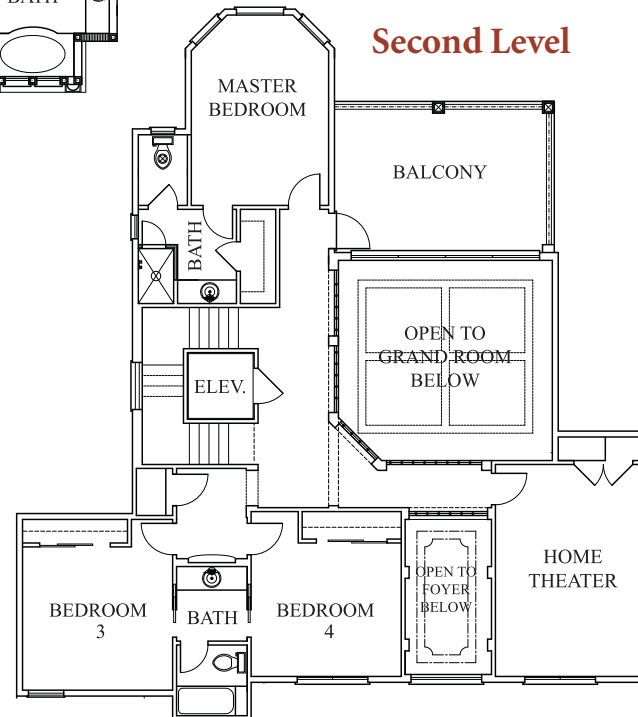 BATH
Second Level
MASTER
BEDROOM
BALCONY
BATH
OPEN TO
GRAND ROOM
BELOW
ELEV.
HOME
THEATER
OPEN TO
FOYER
BELOW
BEDROOM
3
BATH
BEDROOM
4